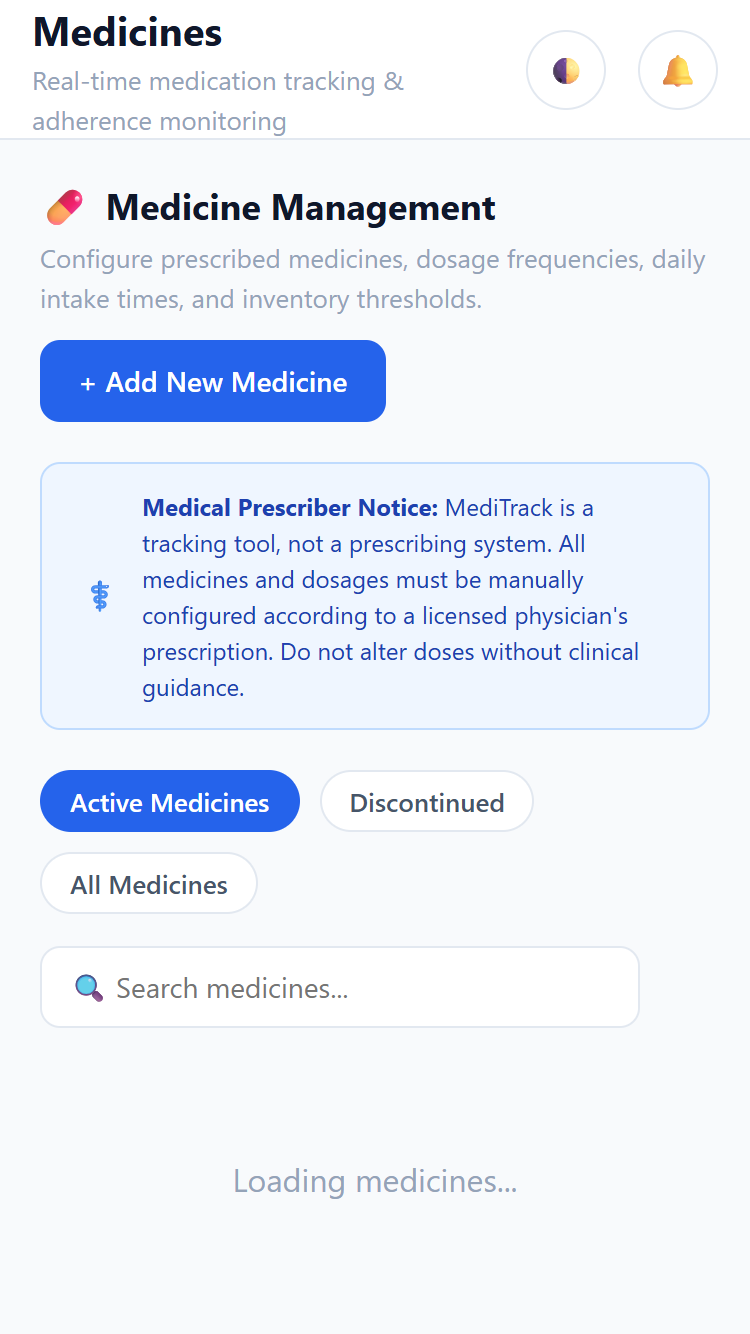 Medicines
Real-time medication tracking &
adherence monitoring
Medicine Management
Configure prescribed medicines, dosage frequencies, daily
intake times, and inventory thresholds.
+ Add New Medicine
Medical Prescriber Notice: MediTrack is a
tracking tool, not a prescribing system. All
medicines and dosages must be manually
configured according to a licensed physician's
prescription. Do not alter doses without clinical
guidance.
Active Medicines
Discontinued
All Medicines
Search medicines...
Loading medicines...